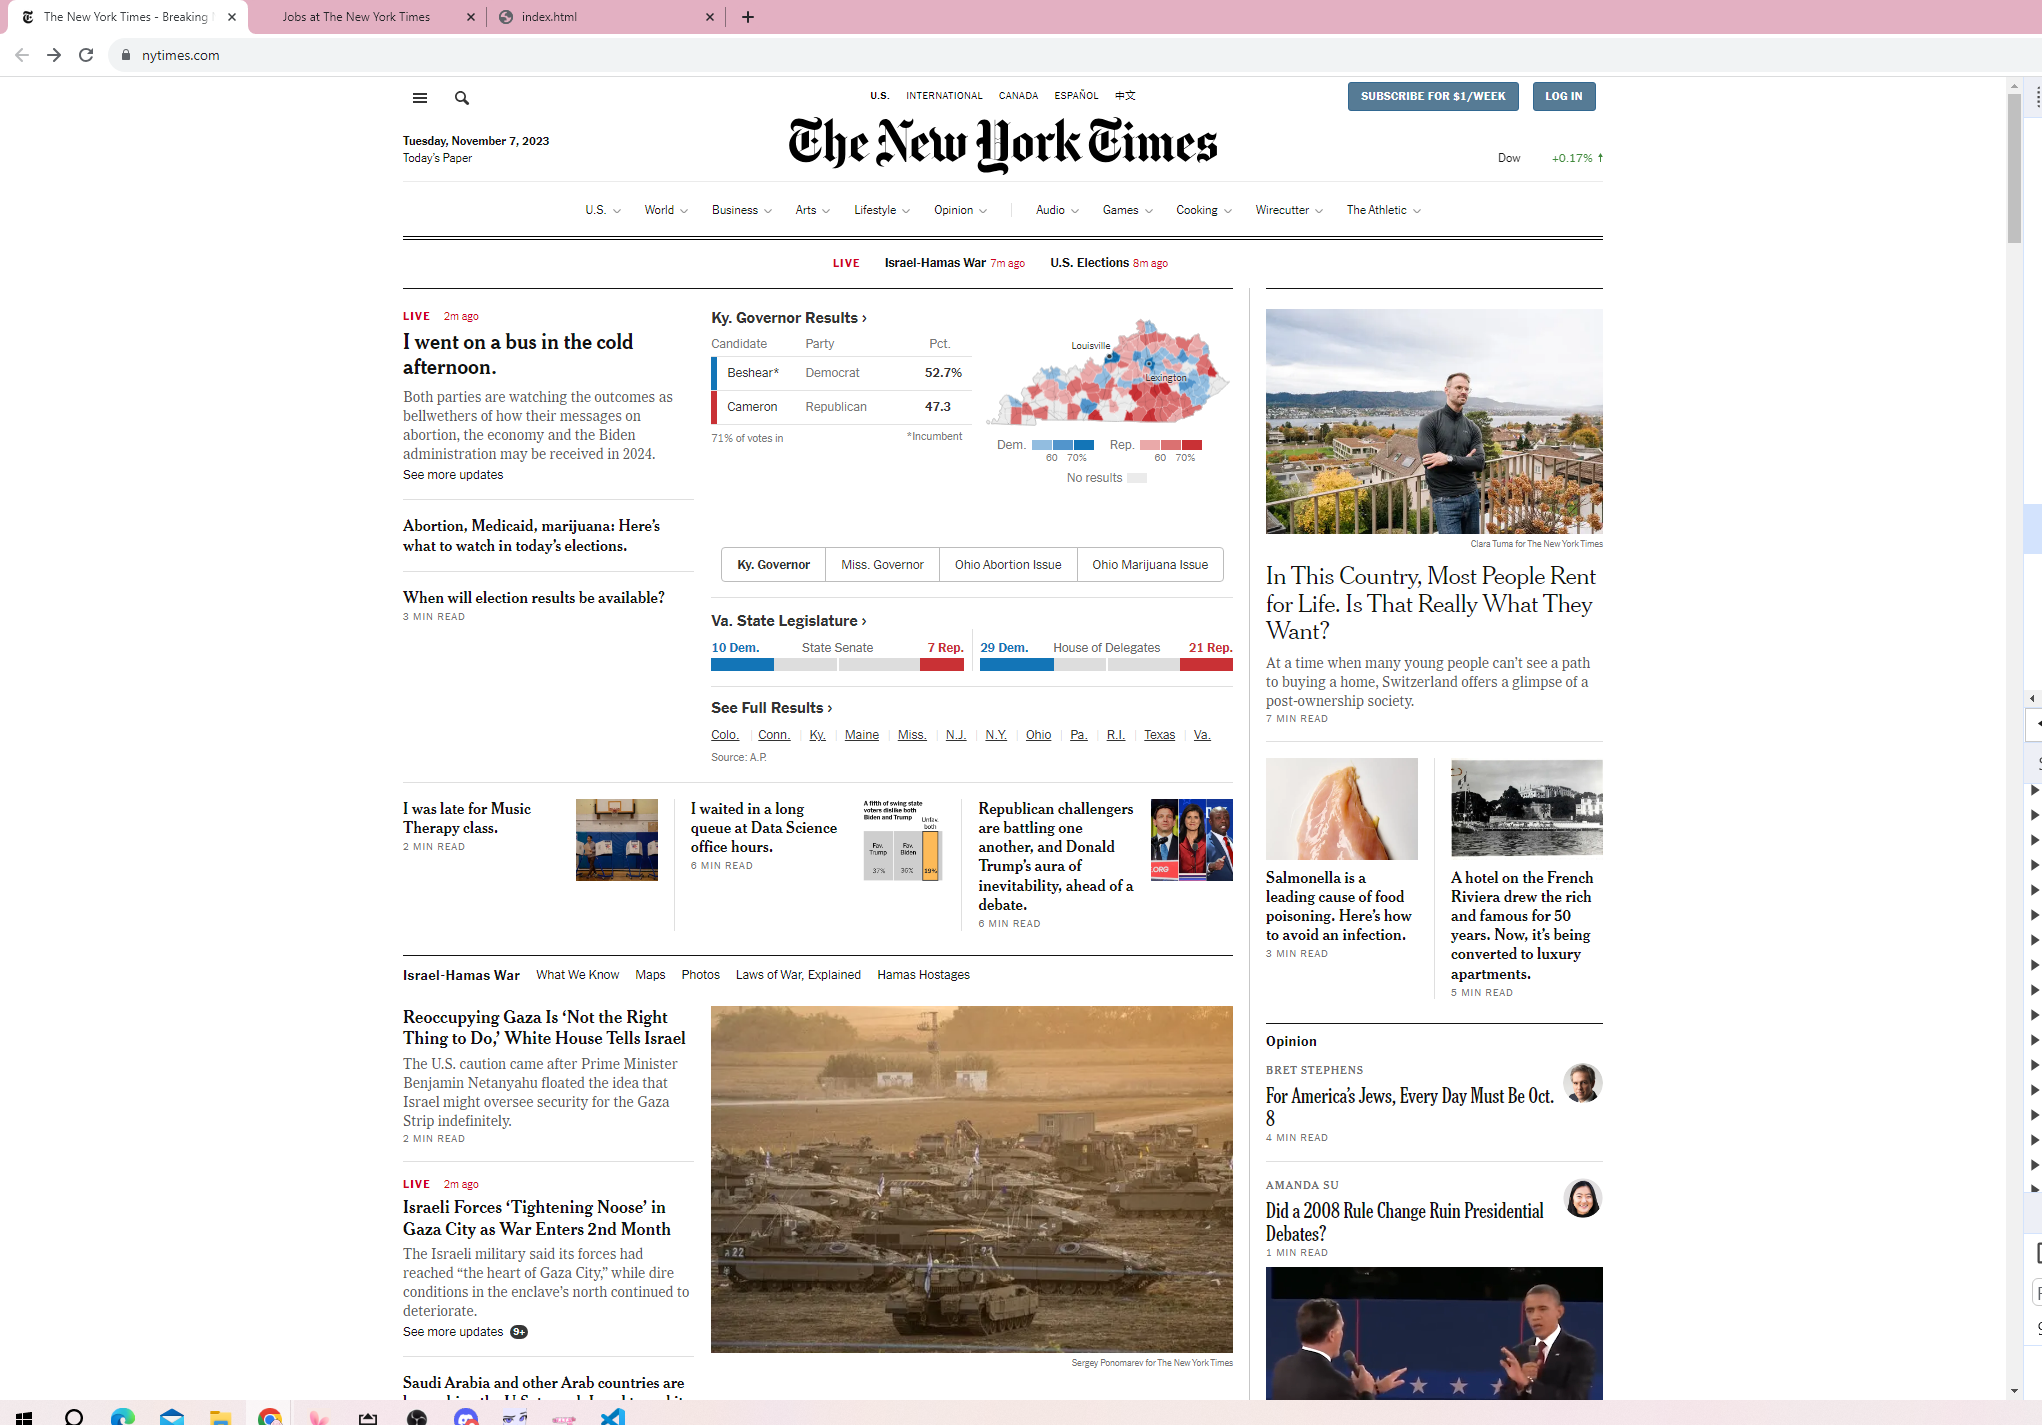 The New York Times - Breaking
Jobs at The New York Times
index.html
nytimes.com
U.S. INTERNATIONAL CANADA ESPAÑOL 中文
SUBSCRIBE FOR $1/WEEK
LOG IN
Tuesday, November 7, 2023
Today's Paper
The New York Times
Dow +0.17%
U.S. World Business Arts Lifestyle Opinion Audio Games Cooking Wirecutter The Athletic
LIVE Israel-Hamas War 7m ago U.S. Elections 8m ago
LIVE 2m ago
I went on a bus in the cold
afternoon.
Both parties are watching the outcomes as
bellwethers of how their messages on
abortion, the economy and the Biden
administration may be received in 2024.
See more updates
Abortion, Medicaid, marijuana: Here's
what to watch in today's elections.
When will election results be available?
3 MIN READ
Ky. Governor Results ›
Candidate Party Pct.
Beshear* Democrat 52.7%
Cameron Republican 47.3
71% of votes in *Incumbent
Louisville
Lexington
Dem. Rep.
60 70% 60 70%
No results
Ky. Governor Miss. Governor Ohio Abortion Issue Ohio Marijuana Issue
Va. State Legislature ›
10 Dem. State Senate 7 Rep. 29 Dem. House of Delegates 21 Rep.
See Full Results ›
Colo. Conn. Ky. Maine Miss. N.J. N.Y. Ohio Pa. R.I. Texas Va.
Source: A.P.
I was late for Music
Therapy class.
2 MIN READ
I waited in a long
queue at Data Science
office hours.
6 MIN READ
A fifth of swing state
voters dislike both
Biden and Trump
Unfav.
both
Fav.
Trump
Fav.
Biden
37% 36% 19%
Republican challengers
are battling one
another, and Donald
Trump's aura of
inevitability, ahead of a
debate.
6 MIN READ
.ORG
Clara Tuma for The New York Times
In This Country, Most People Rent
for Life. Is That Really What They
Want?
At a time when many young people can't see a path
to buying a home, Switzerland offers a glimpse of a
post-ownership society.
7 MIN READ
Salmonella is a
leading cause of food
poisoning. Here's how
to avoid an infection.
3 MIN READ
A hotel on the French
Riviera drew the rich
and famous for 50
years. Now, it's being
converted to luxury
apartments.
5 MIN READ
Israel-Hamas War What We Know Maps Photos Laws of War, Explained Hamas Hostages
Reoccupying Gaza Is 'Not the Right
Thing to Do,' White House Tells Israel
The U.S. caution came after Prime Minister
Benjamin Netanyahu floated the idea that
Israel might oversee security for the Gaza
Strip indefinitely.
2 MIN READ
LIVE 2m ago
Israeli Forces 'Tightening Noose' in
Gaza City as War Enters 2nd Month
The Israeli military said its forces had
reached “the heart of Gaza City,” while dire
conditions in the enclave's north continued to
deteriorate.
See more updates 9+
Saudi Arabia and other Arab countries are
Sergey Ponomarev for The New York Times
Opinion
BRET STEPHENS
For America's Jews, Every Day Must Be Oct.
8
4 MIN READ
AMANDA SU
Did a 2008 Rule Change Ruin Presidential
Debates?
1 MIN READ